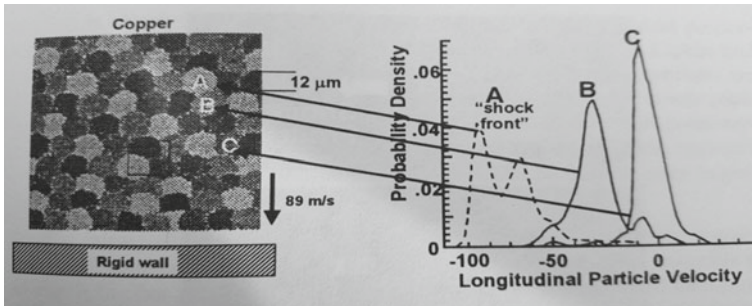 Copper
A
B
C
12 μm
89 m/s
Rigid wall
Probability Density
.06
.04
.02
0
A
"shock
front"
B
C
-100
-50
0
Longitudinal Particle Velocity